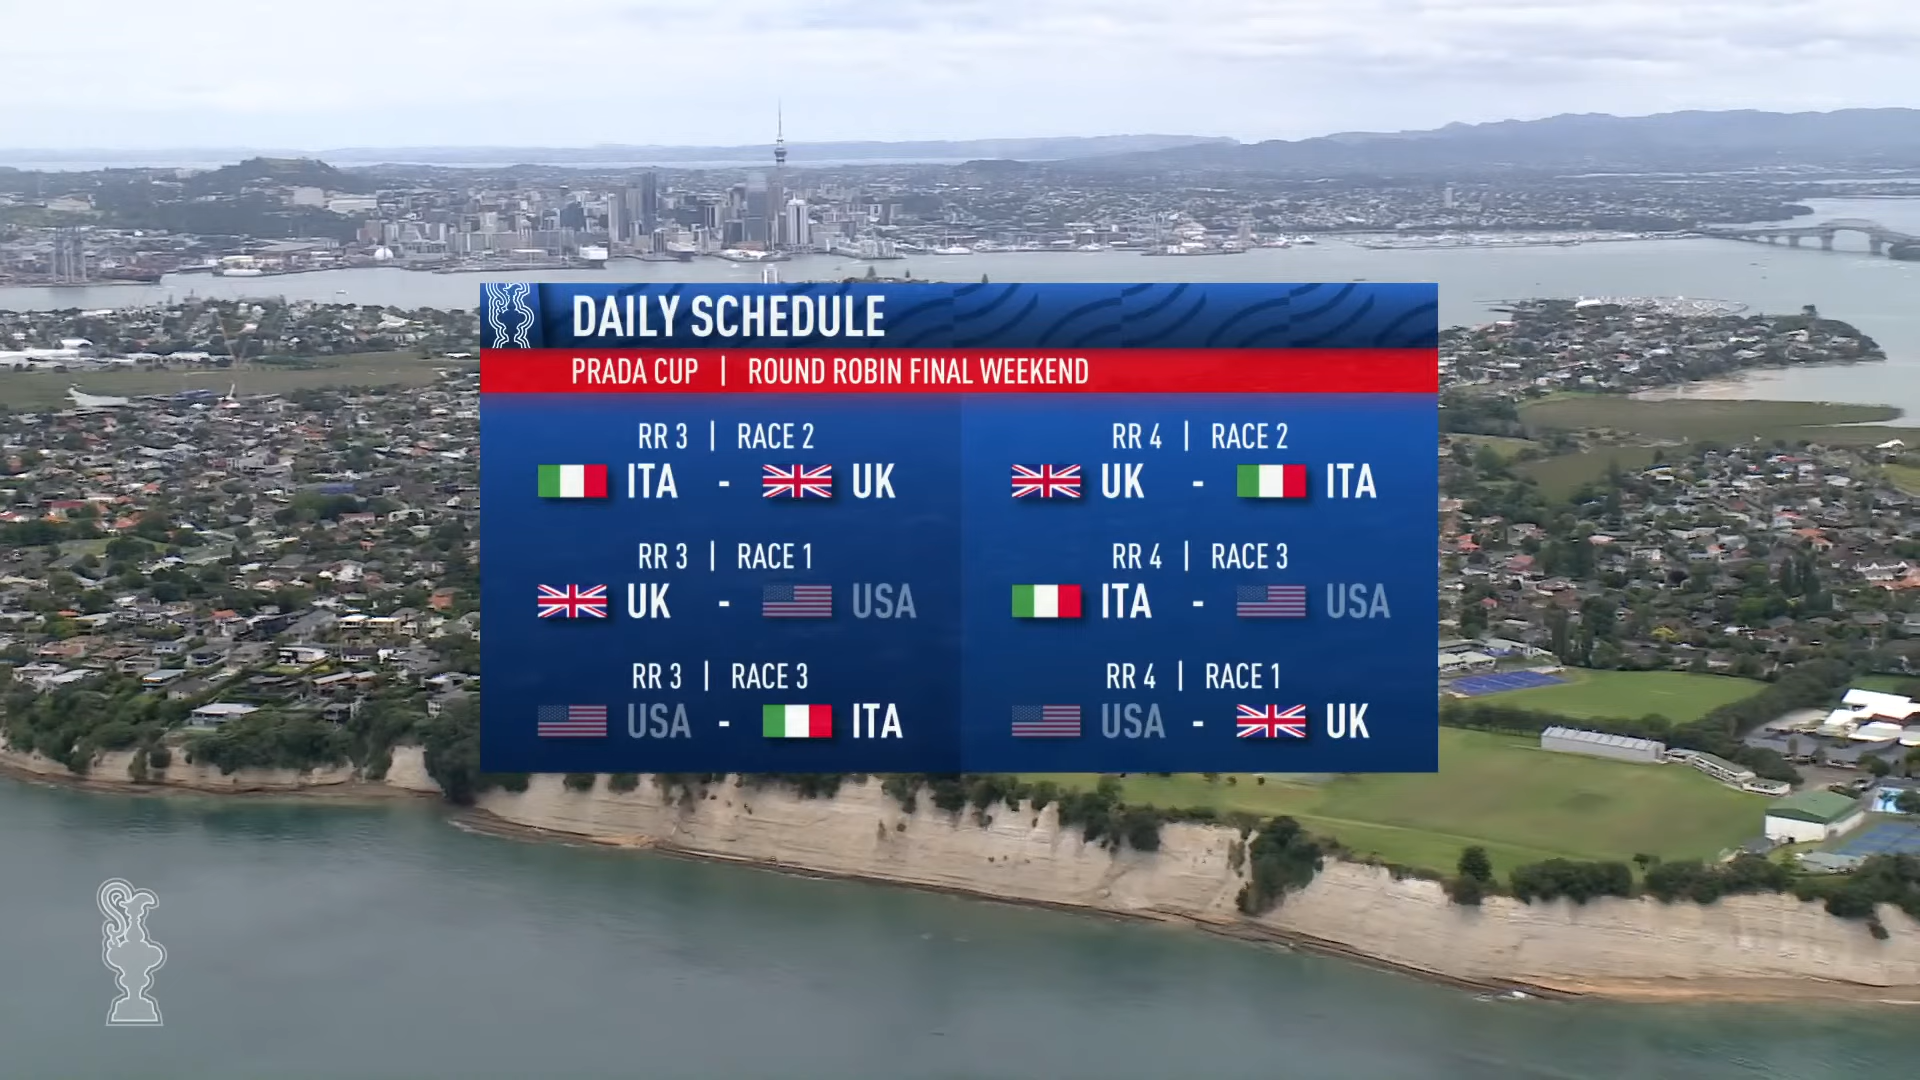 DAILY SCHEDULE
PRADA CUP | ROUND ROBIN FINAL WEEKEND
RR 3 | RACE 2
ITA - UK
RR 3 | RACE 1
UK - USA
RR 3 | RACE 3
USA - ITA
RR 4 | RACE 2
UK - ITA
RR 4 | RACE 3
ITA - USA
RR 4 | RACE 1
USA - UK